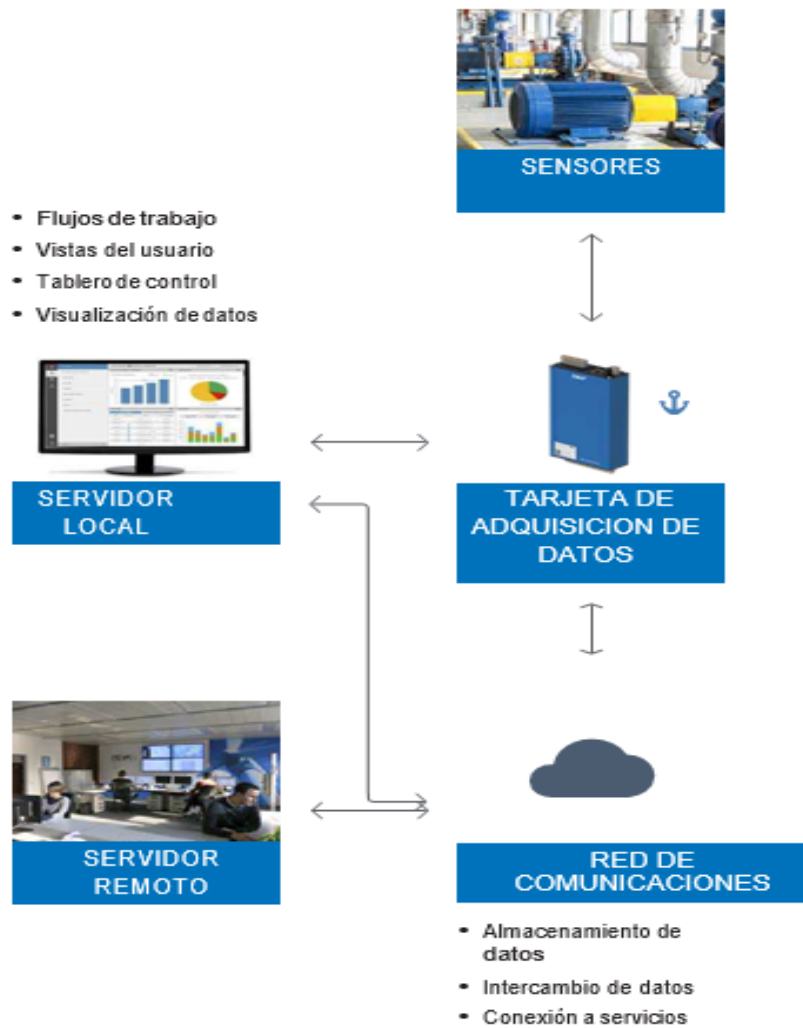 SENSORES
• Flujos de trabajo
• Vistas del usuario
• Tablero de control
• Visualización de datos
SERVIDOR
LOCAL
TARJETA DE
ADQUISICION DE
DATOS
SERVIDOR
REMOTO
RED DE
COMUNICACIONES
• Almacenamiento de
datos
• Intercambio de datos
• Conexión a servicios